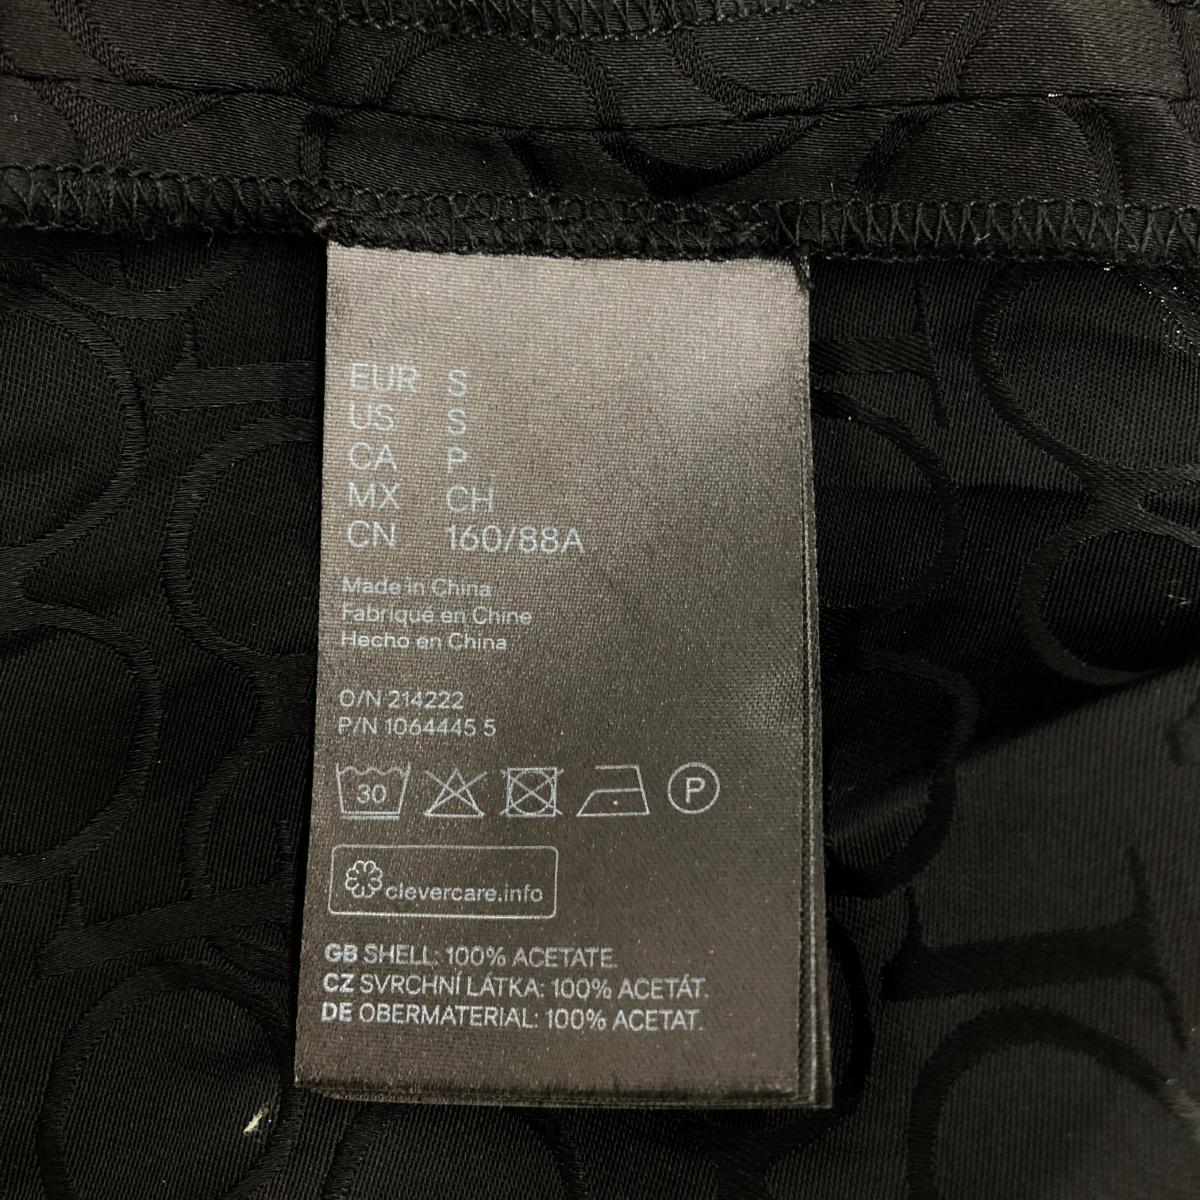 EUR S
US S
CA P
MX CH
CN 160/88A
Made in China
Fabriqué en Chine
Hecho en China
O/N 214222
P/N 1064445 5
30 P
clevercare.info
GB SHELL: 100% ACETATE.
CZ SVRCHNÍ LÁTKA: 100% ACETÁT.
DE OBERMATERIAL: 100% ACETAT.